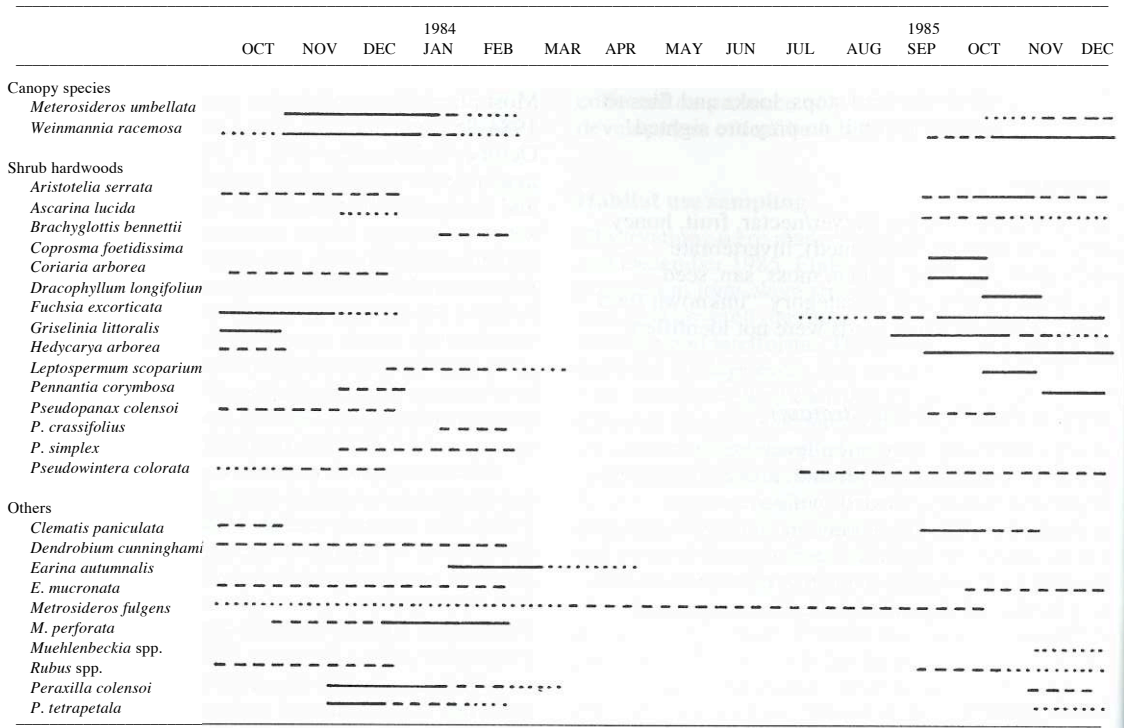 1984 1985
OCT NOV DEC JAN FEB MAR APR MAY JUN JUL AUG SEP OCT NOV DEC
Canopy species
Meterosideros umbellata
Weinmannia racemosa
Shrub hardwoods
Aristotelia serrata
Ascarina lucida
Brachyglottis bennettii
Coprosma foetidissima
Coriaria arborea
Dracophyllum longifolium
Fuchsia excorticata
Griselinia littoralis
Hedycarya arborea
Leptospermum scoparium
Pennantia corymbosa
Pseudopanax colensoi
P. crassifolius
P. simplex
Pseudowintera colorata
Others
Clematis paniculata
Dendrobium cunninghami
Earina autumnalis
E. mucronata
Metrosideros fulgens
M. perforata
Muehlenbeckia spp.
Rubus spp.
Peraxilla colensoi
P. tetrapetala